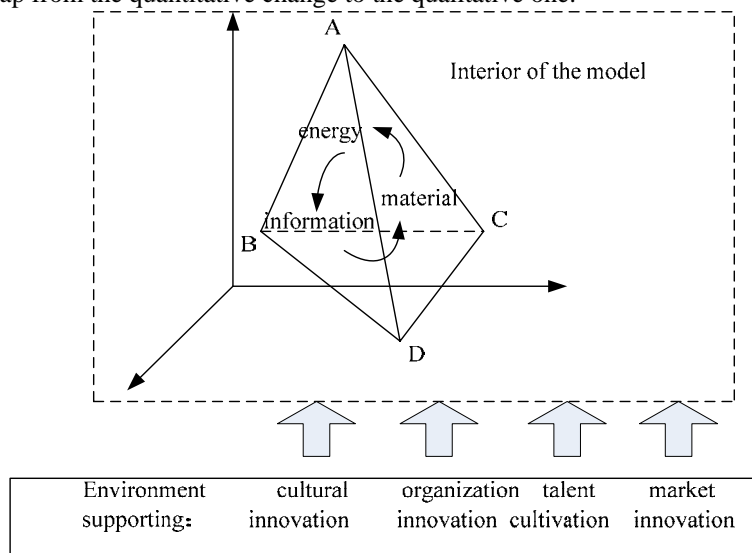 ap from the quantitative change to the qualitative one.
A
Interior of the model
energy
material
information
B
C
D
Environment cultural organization talent market
supporting: innovation innovation cultivation innovation